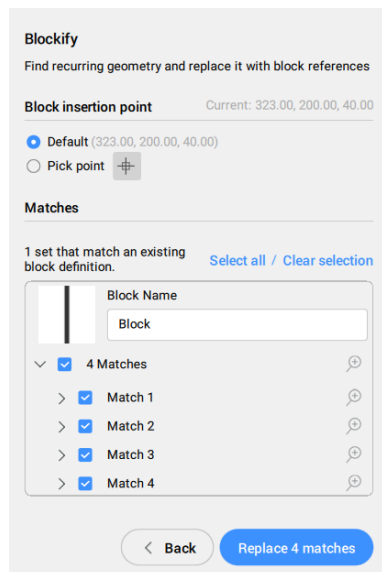 Blockify
Find recurring geometry and replace it with block references
Block insertion point Current: 323.00, 200.00, 40.00
Default (323.00, 200.00, 40.00)
Pick point
Matches
1 set that match an existing
block definition.
Select all / Clear selection
Block Name
Block
4 Matches
Match 1
Match 2
Match 3
Match 4
Back
Replace 4 matches